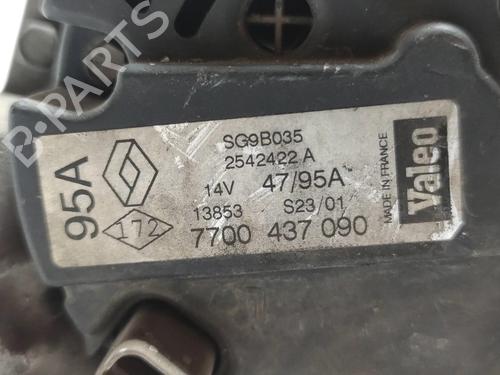 95A
172
SG9B035
2542422 A
14V 47/95A
13853 S23/01
7700 437 090
MADE IN FRANCE
Valeo
B-PARTS